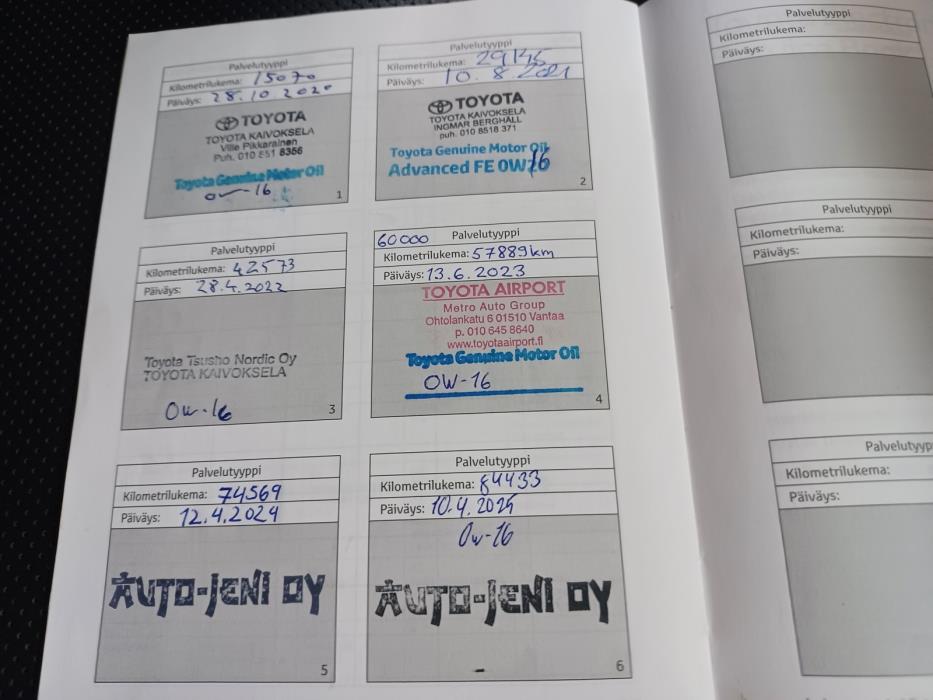 Palvelutyyppi
Kilometrilukema: 15070
Päiväys: 28.10.2020
TOYOTA
TOYOTA KAIVOKSELA
Ville Pikkarainen
Puh. 010 851 8356
Toyota Genuine Motor Oil
0W-16
1
Palvelutyyppi
Kilometrilukema:
Päiväys: 10.8.2021
TOYOTA
TOYOTA KAIVOKSELA
INGMAR BERGHÄLL
puh. 010 8518 371
Toyota Genuine Motor Oil
Advanced FE 0W16
2
Palvelutyyppi
Kilometrilukema: 42573
Päiväys: 28.4.2022
Toyota Tsusho Nordic Oy
TOYOTA KAIVOKSELA
0W-16
3
60000 Palvelutyyppi
Kilometrilukema: 57889km
Päiväys: 13.6.2023
TOYOTA AIRPORT
Metro Auto Group
Ohtolankatu 6 01510 Vantaa
p. 010 645 8640
www.toyotaairport.fi
Toyota Genuine Motor Oil
0W-16
4
Palvelutyyppi
Kilometrilukema: 74569
Päiväys: 12.4.2024
AUTO-JENI OY
5
Palvelutyyppi
Kilometrilukema: 84433
Päiväys: 10.4.2025
0W-16
AUTO-JENI OY
6
Palvelutyyppi
Kilometrilukema:
Päiväys:
Palvelutyyppi
Kilometrilukema:
Päiväys:
Palvelutyyp
Kilometrilukema:
Päiväys: